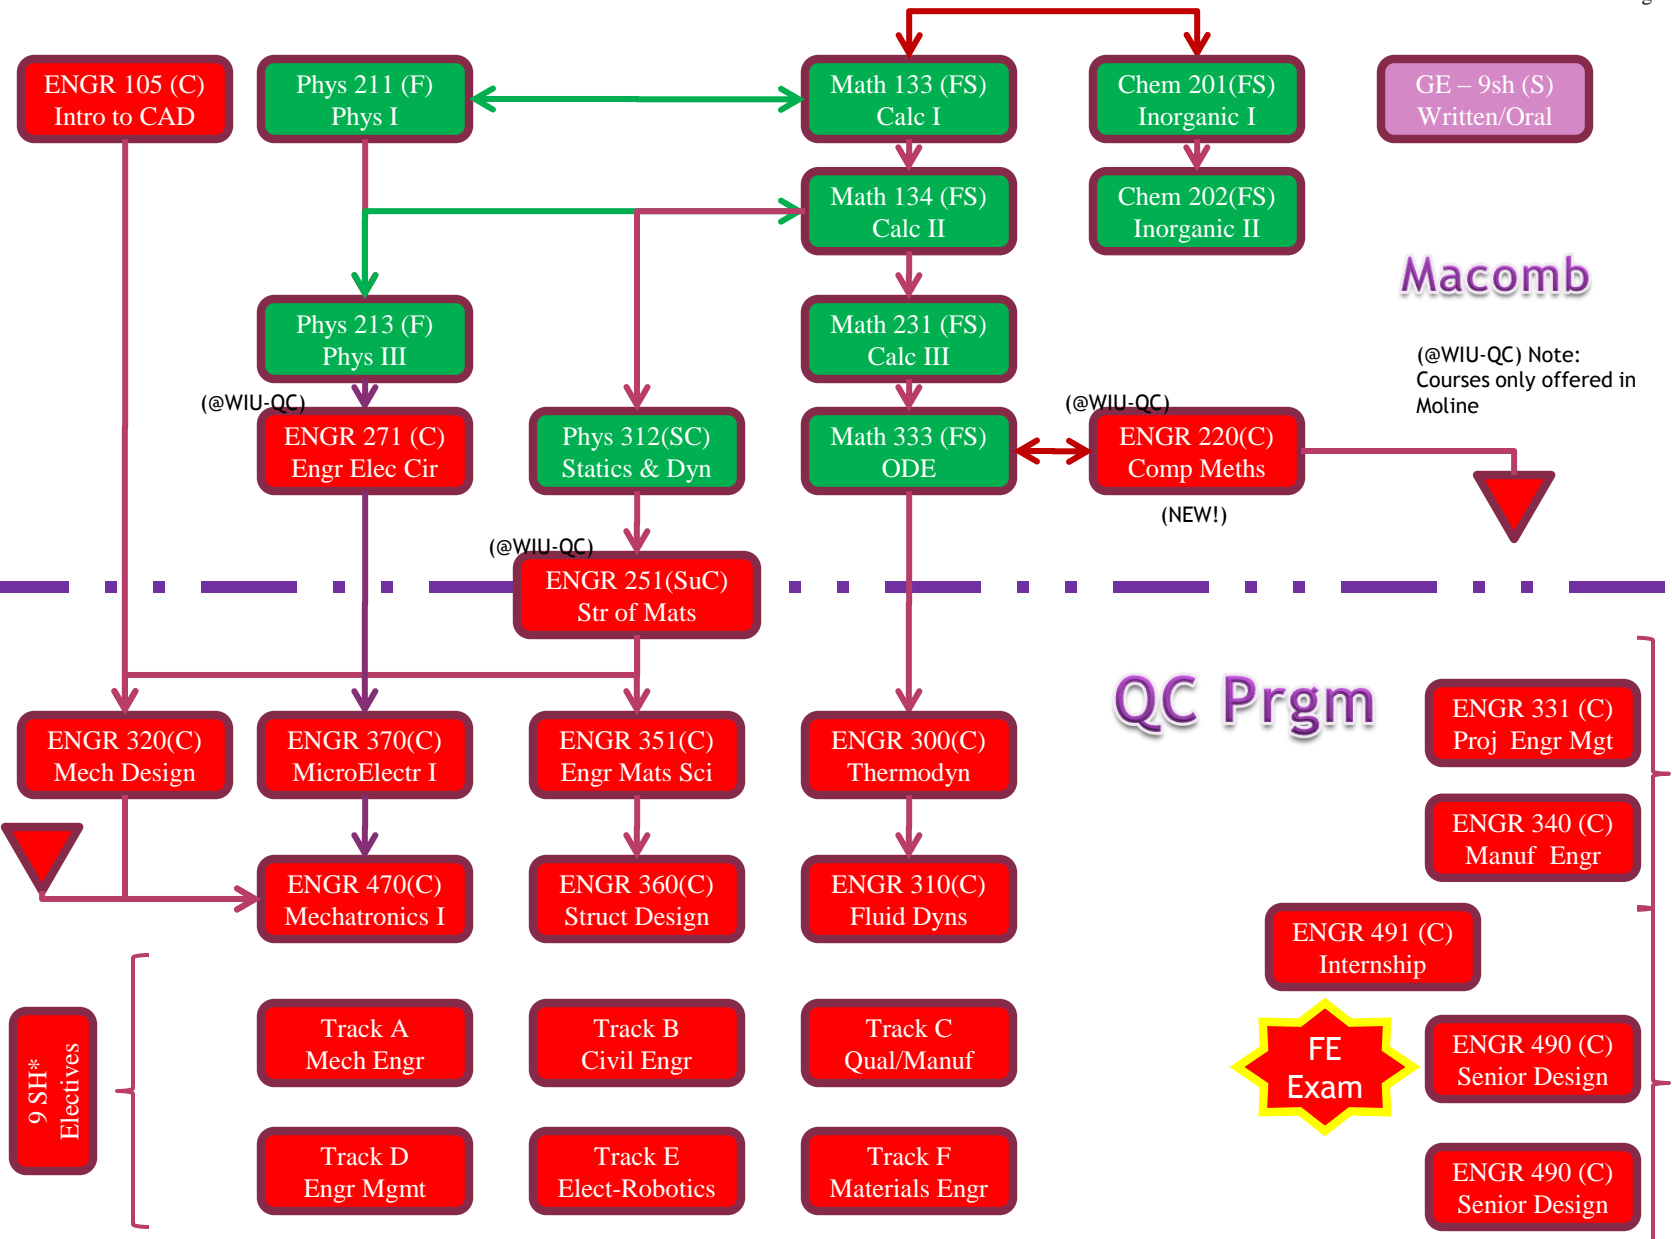 ENGR 105 (C)
Intro to CAD
Phys 211 (F)
Phys I
Math 133 (FS)
Calc I
Chem 201(FS)
Inorganic I
GE – 9sh (S)
Written/Oral
Math 134 (FS)
Calc II
Chem 202(FS)
Inorganic II
Macomb
Phys 213 (F)
Phys III
Math 231 (FS)
Calc III
(@WIU-QC) Note:
Courses only offered in
Moline
(@WIU-QC)
ENGR 271 (C)
Engr Elec Cir
Phys 312(SC)
Statics & Dyn
Math 333 (FS)
ODE
(@WIU-QC)
ENGR 220(C)
Comp Meths
(NEW!)
(@WIU-QC)
ENGR 251(SuC)
Str of Mats
QC Prgm
ENGR 320(C)
Mech Design
ENGR 370(C)
MicroElectr I
ENGR 351(C)
Engr Mats Sci
ENGR 300(C)
Thermodyn
ENGR 331 (C)
Proj Engr Mgt
ENGR 340 (C)
Manuf Engr
ENGR 470(C)
Mechatronics I
ENGR 360(C)
Struct Design
ENGR 310(C)
Fluid Dyns
ENGR 491 (C)
Internship
9 SH*
Electives
Track A
Mech Engr
Track B
Civil Engr
Track C
Qual/Manuf
FE
Exam
ENGR 490 (C)
Senior Design
Track D
Engr Mgmt
Track E
Elect-Robotics
Track F
Materials Engr
ENGR 490 (C)
Senior Design